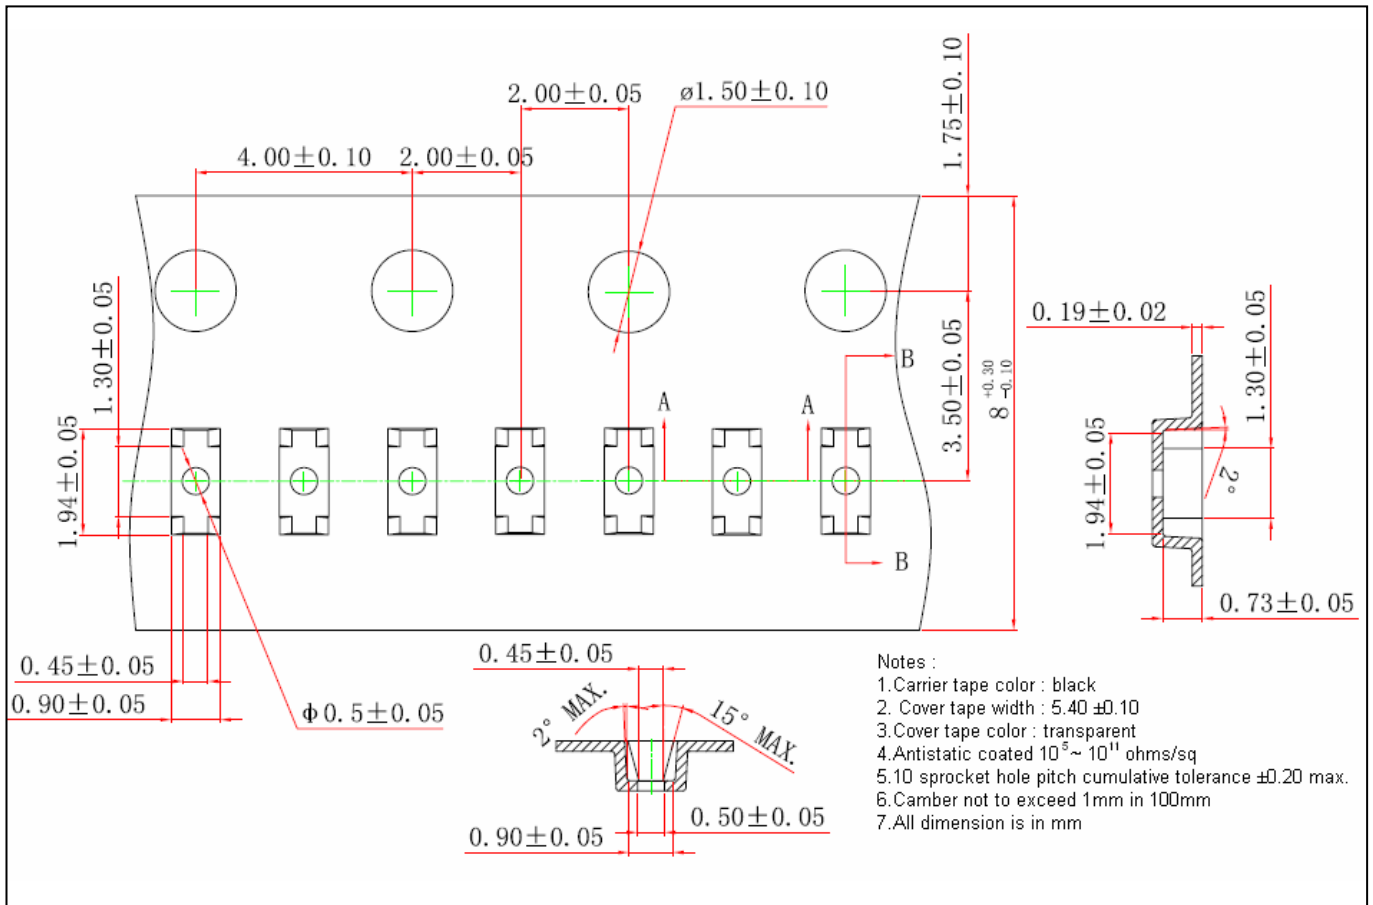 2.00±0.05
ø1.50±0.10
1.75±0.10
4.00±0.10
2.00±0.05
1.30±0.05
1.94±0.05
A
A
B
B
3.50±0.05
8 +0.30 -0.10
0.19±0.02
1.30±0.05
1.94±0.05
2°
0.73±0.05
0.45±0.05
0.90±0.05
Φ0.5±0.05
0.45±0.05
2° MAX.
15° MAX.
0.50±0.05
0.90±0.05
Notes :
1.Carrier tape color : black
2. Cover tape width : 5.40 ±0.10
3.Cover tape color : transparent
4.Antistatic coated 10⁵~ 10¹¹ ohms/sq
5.10 sprocket hole pitch cumulative tolerance ±0.20 max.
6.Camber not to exceed 1mm in 100mm
7.All dimension is in mm